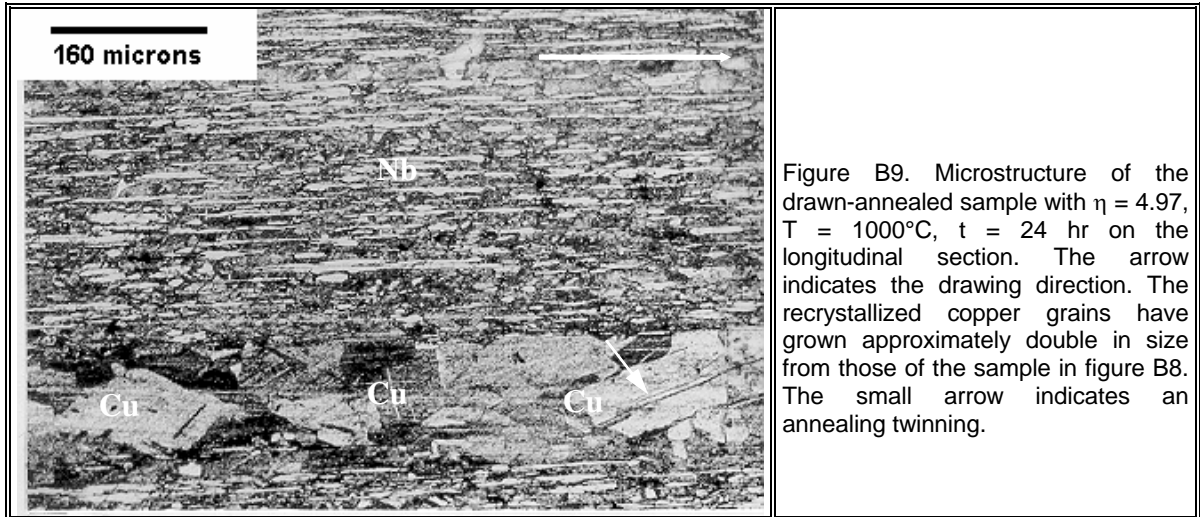 160 microns
Nb
Cu
Cu
Cu
Figure B9. Microstructure of the
drawn-annealed sample with η = 4.97,
T = 1000°C, t = 24 hr on the
longitudinal section. The arrow
indicates the drawing direction. The
recrystallized copper grains have
grown approximately double in size
from those of the sample in figure B8.
The small arrow indicates an
annealing twinning.